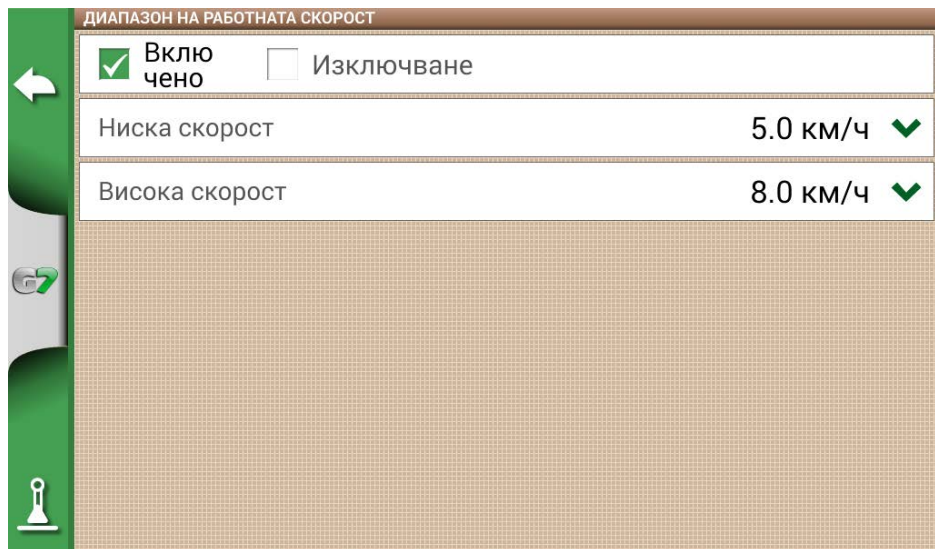 ДИАПАЗОН НА РАБОТНАТА СКОРОСТ
Вклю
чено
Изключване
Ниска скорост 5.0 км/ч
Висока скорост 8.0 км/ч
G7